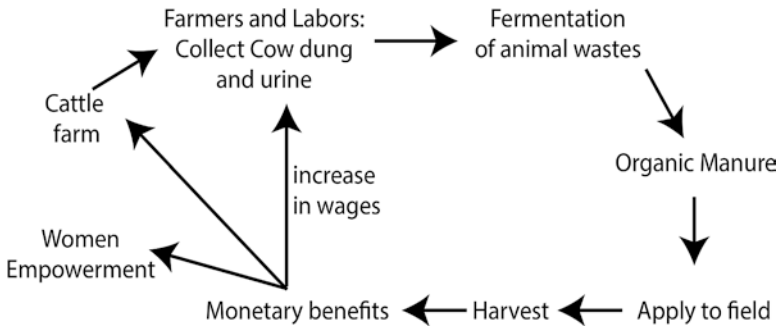 Farmers and Labors:
Collect Cow dung
and urine
Fermentation
of animal wastes
Cattle
farm
Organic Manure
increase
in wages
Women
Empowerment
Monetary benefits
Harvest
Apply to field